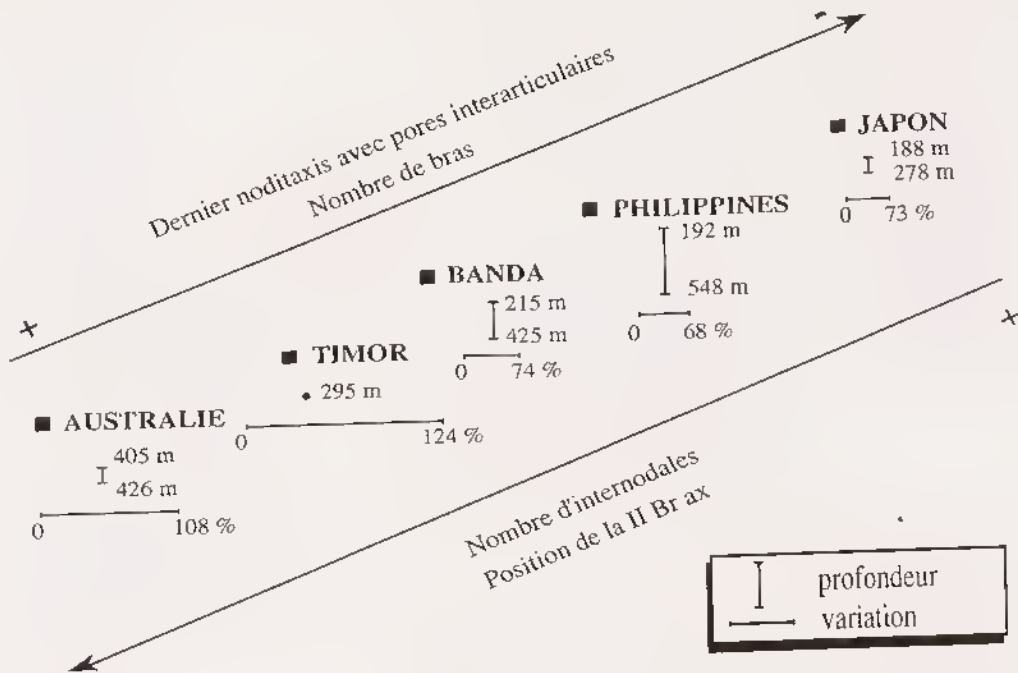 -
Dernier noditaxis avec pores interarticulaires
Nombre de bras
+
■ JAPON
188 m
278 m
0 73 %
■ PHILIPPINES
192 m
548 m
0 68 %
■ BANDA
215 m
425 m
0 74 %
■ TIMOR
• 295 m
0 124 %
■ AUSTRALIE
405 m
426 m
0 108 %
+
Nombre d'internodales
Position de la II Br ax
profondeur
variation